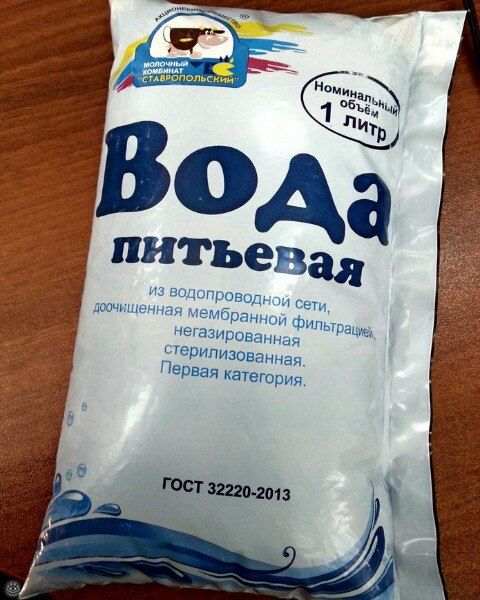 АКЦИОНЕРНОЕ ОБЩЕСТВО
®
МОЛОЧНЫЙ
КОМБИНАТ
"СТАВРОПОЛЬСКИЙ"
Номинальный
объём
1 литр
Вода
питьевая
из водопроводной сети,
доочищенная мембранной фильтрацией,
негазированная
стерилизованная.
Первая категория.
ГОСТ 32220-2013